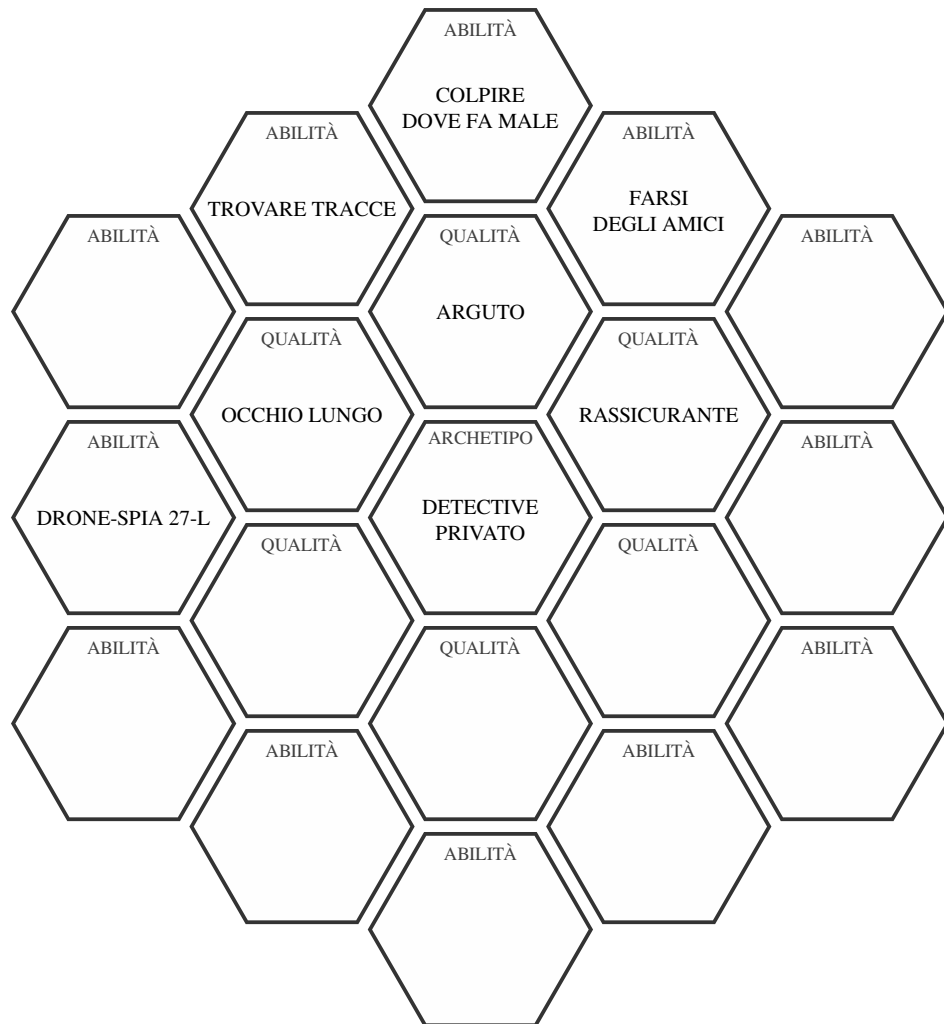 ABILITÀ
COLPIRE
DOVE FA MALE
ABILITÀ
TROVARE TRACCE
ABILITÀ
FARSI
DEGLI AMICI
ABILITÀ
QUALITÀ
ARGUTO
ABILITÀ
QUALITÀ
OCCHIO LUNGO
QUALITÀ
RASSICURANTE
ABILITÀ
DRONE-SPIA 27-L
ARCHETIPO
DETECTIVE
PRIVATO
ABILITÀ
QUALITÀ
QUALITÀ
ABILITÀ
QUALITÀ
ABILITÀ
ABILITÀ
ABILITÀ
ABILITÀ